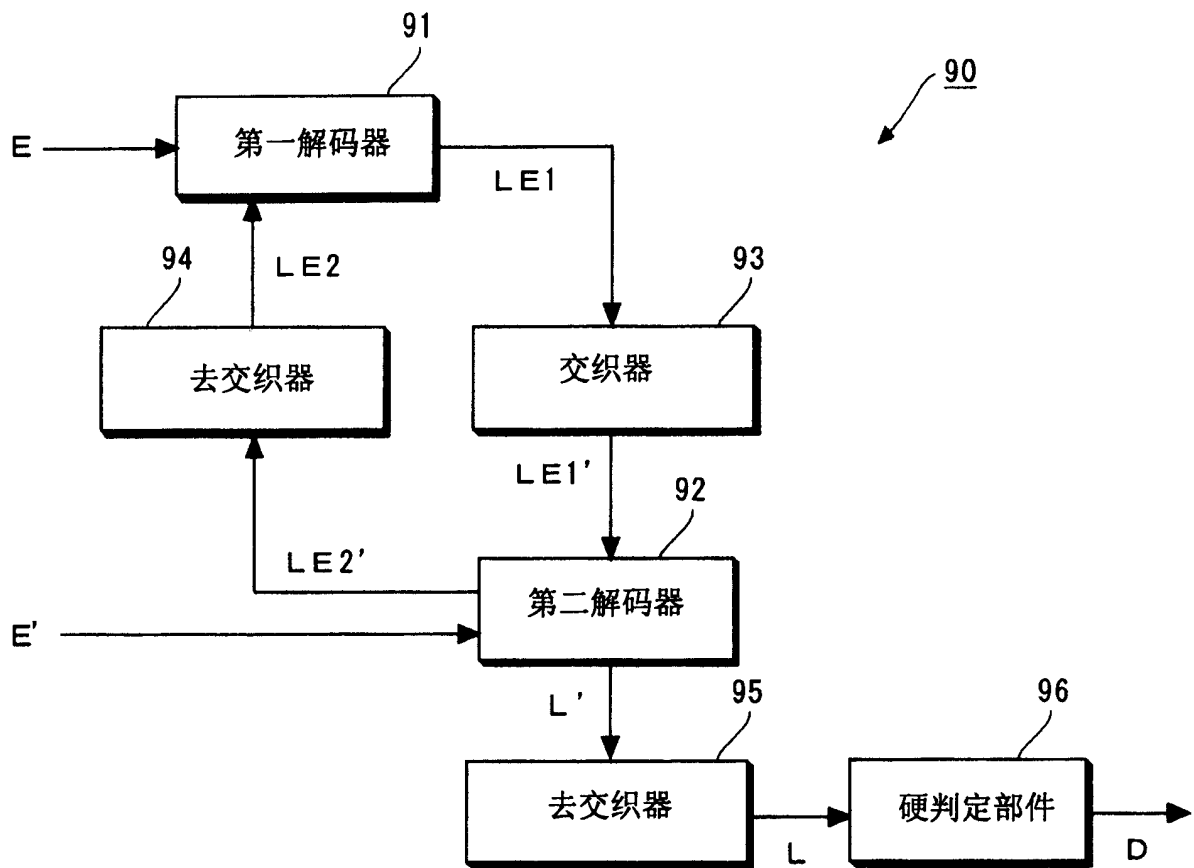 91
90
第一解码器
E
LE1
94
LE2
93
去交织器
交织器
LE1'
92
LE2'
第二解码器
E'
L'
95
96
去交织器
硬判定部件
L
D